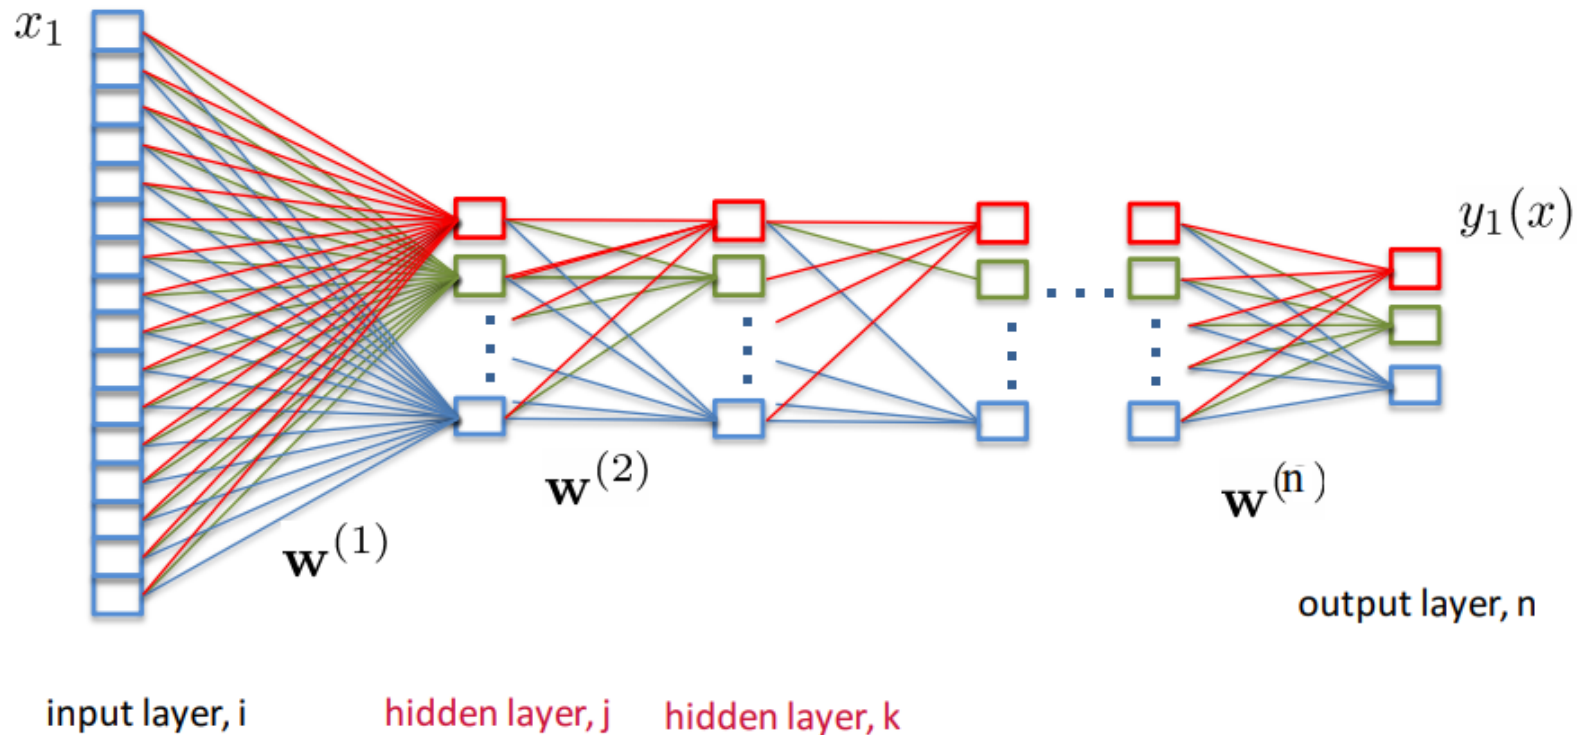 x₁
y₁(x)
w⁽²⁾
w⁽ⁿ⁾
w⁽¹⁾
output layer, n
input layer, i
hidden layer, j
hidden layer, k